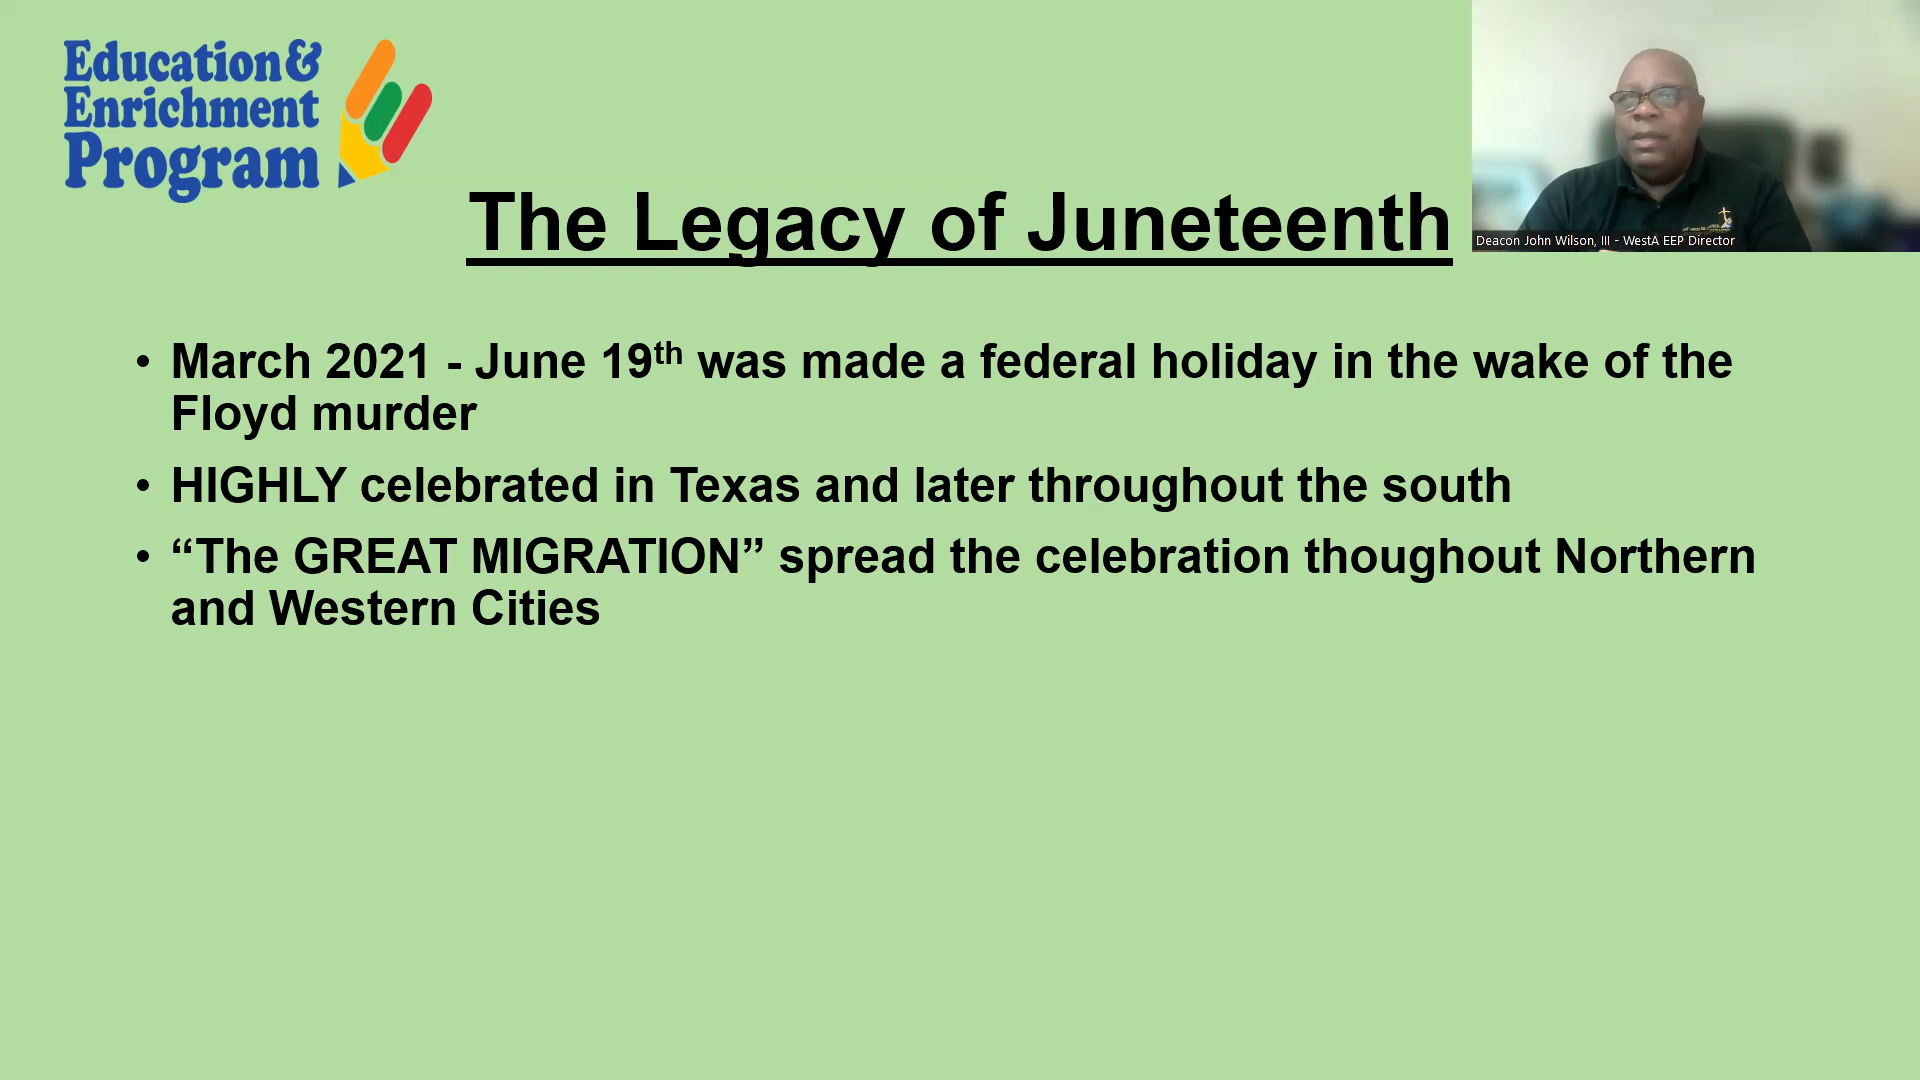 Education&
Enrichment
Program
The Legacy of Juneteenth
Deacon John Wilson, III - WestA EEP Director
• March 2021 - June 19th was made a federal holiday in the wake of the
Floyd murder
• HIGHLY celebrated in Texas and later throughout the south
• “The GREAT MIGRATION” spread the celebration thoughout Northern
and Western Cities